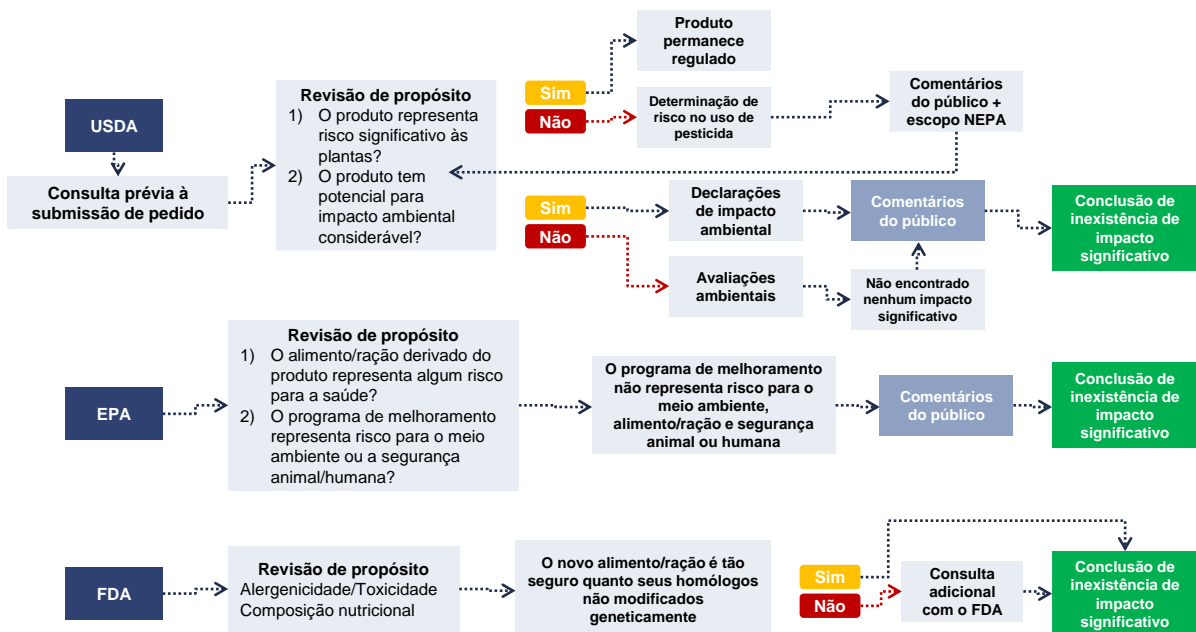 USDA
Consulta prévia à
submissão de pedido
Revisão de propósito
1) O produto representa
risco significativo às
plantas?
2) O produto tem
potencial para
impacto ambiental
considerável?
Sim
Não
Produto
permanece
regulado
Determinação de
risco no uso de
pesticida
Comentários
do público +
escopo NEPA
Sim
Não
Declarações
de impacto
ambiental
Avaliações
ambientais
Comentários
do público
Não encontrado
nenhum impacto
significativo
Conclusão de
inexistência de
impacto
significativo
EPA
Revisão de propósito
1) O alimento/ração derivado do
produto representa algum risco
para a saúde?
2) O programa de melhoramento
representa risco para o meio
ambiente ou a segurança
animal/humana?
O programa de melhoramento
não representa risco para o
meio ambiente,
alimento/ração e segurança
animal ou humana
Comentários
do público
Conclusão de
inexistência de
impacto
significativo
FDA
Revisão de propósito
Alergenicidade/Toxicidade
Composição nutricional
O novo alimento/ração é tão
seguro quanto seus homólogos
não modificados
geneticamente
Sim
Não
Consulta
adicional
com o FDA
Conclusão de
inexistência de
impacto
significativo